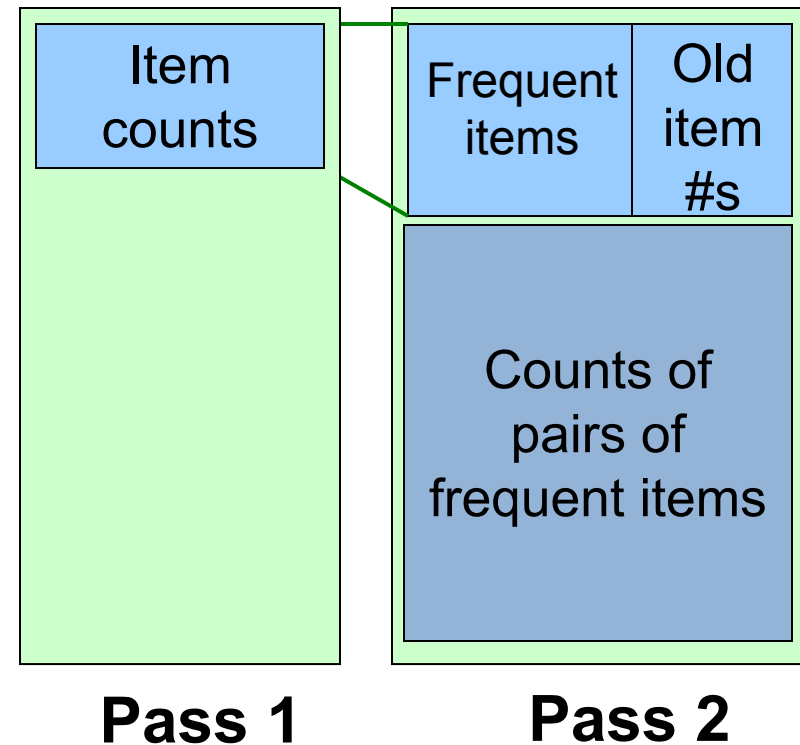 Item
counts
Frequent
items
Old
item
#s
Counts of
pairs of
frequent items
Pass 1
Pass 2